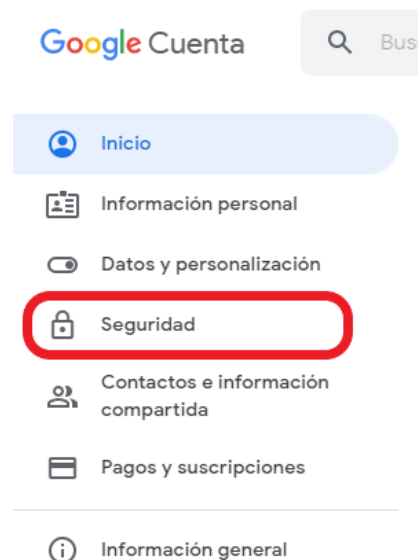 Google Cuenta
Bus
Inicio
Información personal
Datos y personalización
Seguridad
Contactos e información
compartida
Pagos y suscripciones
Información general